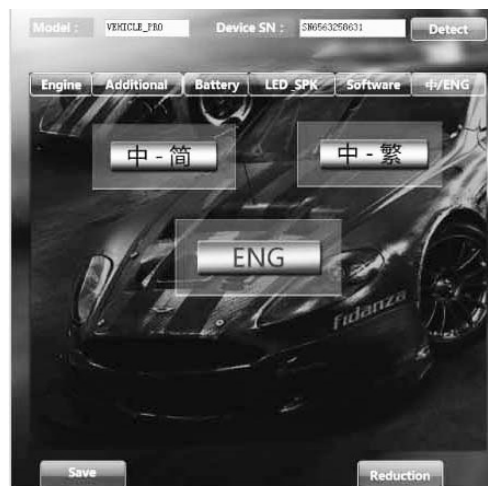 Model : VEHICLE_PRO Device SN : SN0563250631 Detect
Engine Additional Battery LED_SPK Software 中/ENG
中 - 简 中 - 繁
ENG
fidanza
Save Reduction